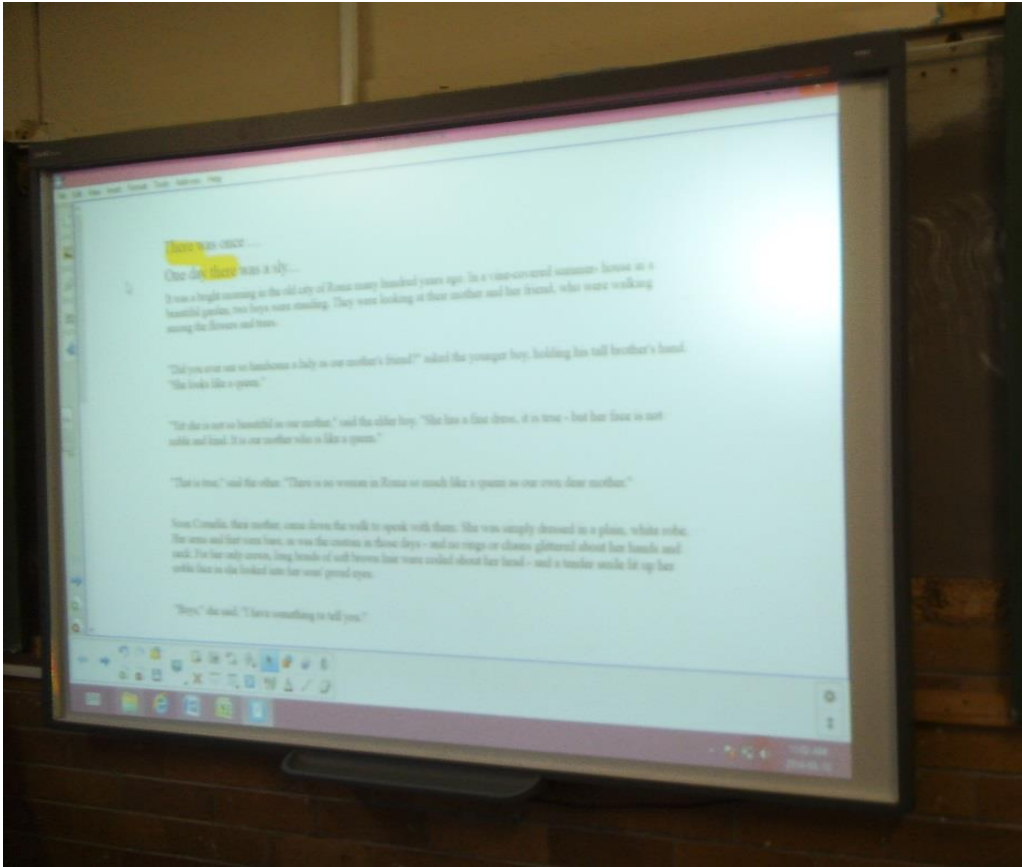 File Edit View Insert Format Tools Add-ons Help
There was once ....
One day there was a sly...
It was a bright morning in the old city of Rome many hundred years ago. In a vine-covered summer- house in a
beautiful garden, two boys were standing. They were looking at their mother and her friend, who were walking
among the flowers and trees.
"Did you ever see so handsome a lady as our mother's friend?" asked the younger boy, holding his tall brother's hand.
"She looks like a queen."
"Yet she is not so beautiful as our mother," said the elder boy. "She has a fine dress, it is true - but her face is not
noble and kind. It is our mother who is like a queen."
"That is true," said the other. "There is no woman in Rome so much like a queen as our own dear mother."
Soon Cornelia, their mother, came down the walk to speak with them. She was simply dressed in a plain, white robe.
Her arms and feet were bare, as was the custom in those days - and no rings or chains glittered about her hands and
neck. For her only crown, long braids of soft brown hair were coiled about her head - and a tender smile lit up her
noble face as she looked into her sons' proud eyes.
"Boys," she said, "I have something to tell you."